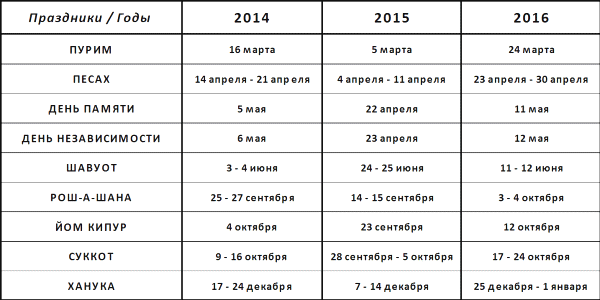 Праздники / Годы 2014 2015 2016
ПУРИМ 16 марта 5 марта 24 марта
ПЕСАХ 14 апреля - 21 апреля 4 апреля - 11 апреля 23 апреля - 30 апреля
ДЕНЬ ПАМЯТИ 5 мая 22 апреля 11 мая
ДЕНЬ НЕЗАВИСИМОСТИ 6 мая 23 апреля 12 мая
ШАВУОТ 3 - 4 июня 24 - 25 июня 11 - 12 июня
РОШ-А-ШАНА 25 - 27 сентября 14 - 15 сентября 3 - 4 октября
ЙОМ КИПУР 4 октября 23 сентября 12 октября
СУККОТ 9 - 16 октября 28 сентября - 5 октября 17 - 24 октября
ХАНУКА 17 - 24 декабря 7 - 14 декабря 25 декабря - 1 января